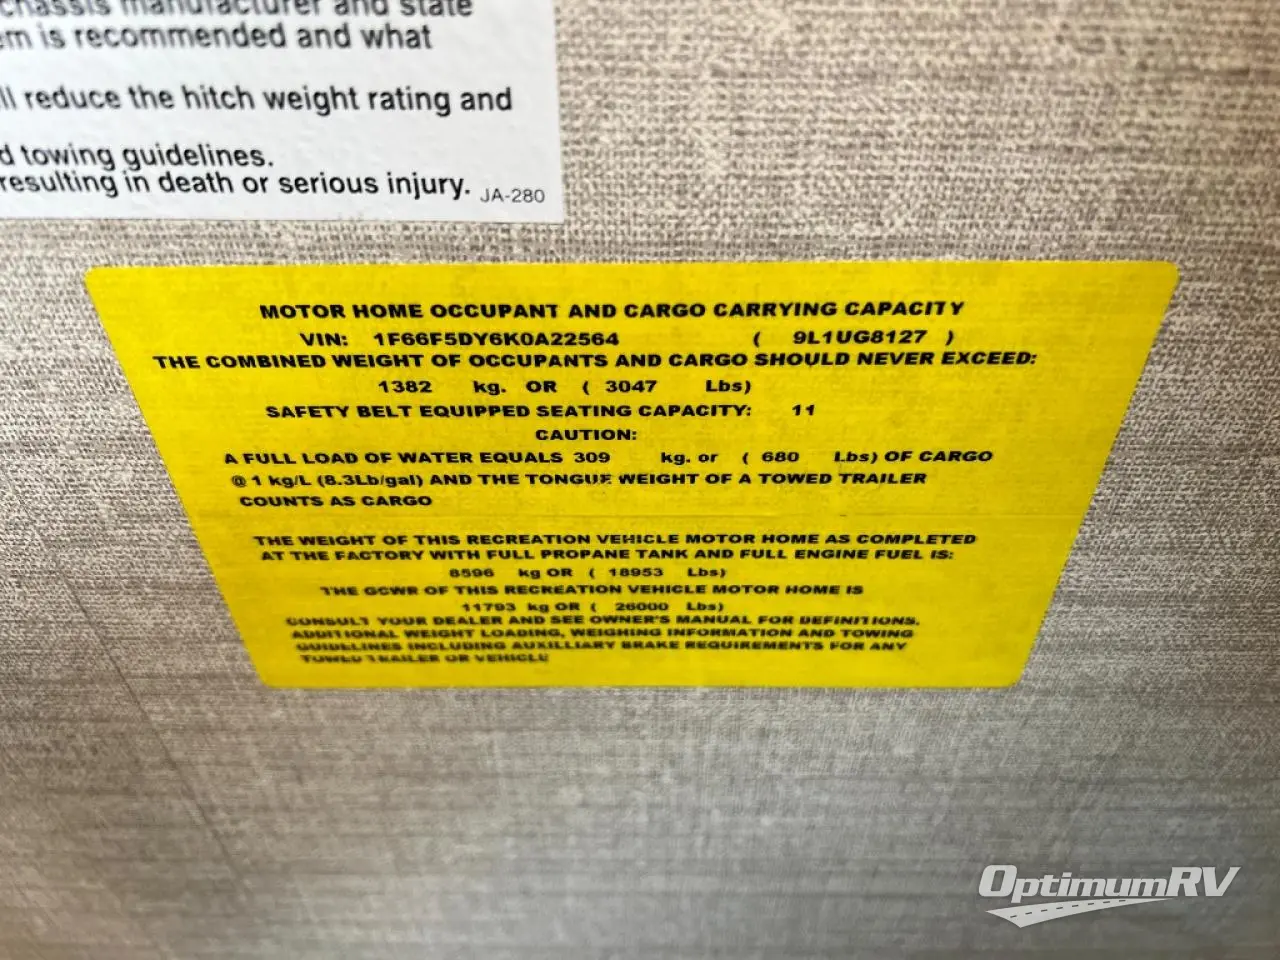 chassis manufacturer and state
em is recommended and what
ll reduce the hitch weight rating and
d towing guidelines.
resulting in death or serious injury. JA-280
MOTOR HOME OCCUPANT AND CARGO CARRYING CAPACITY
VIN: 1F66F5DY6K0A22564 ( 9L1UG8127 )
THE COMBINED WEIGHT OF OCCUPANTS AND CARGO SHOULD NEVER EXCEED:
1382 kg. OR ( 3047 Lbs)
SAFETY BELT EQUIPPED SEATING CAPACITY: 11
CAUTION:
A FULL LOAD OF WATER EQUALS 309 kg. or ( 680 Lbs) OF CARGO
@ 1 kg/L (8.3Lb/gal) AND THE TONGUE WEIGHT OF A TOWED TRAILER
COUNTS AS CARGO
THE WEIGHT OF THIS RECREATION VEHICLE MOTOR HOME AS COMPLETED
AT THE FACTORY WITH FULL PROPANE TANK AND FULL ENGINE FUEL IS:
8596 kg OR ( 18953 Lbs)
THE GCWR OF THIS RECREATION VEHICLE MOTOR HOME IS
11793 kg OR ( 26000 Lbs)
CONSULT YOUR DEALER AND SEE OWNER'S MANUAL FOR DEFINITIONS,
ADDITIONAL WEIGHT LOADING, WEIGHING INFORMATION AND TOWING
GUIDELINES INCLUDING AUXILLIARY BRAKE REQUIREMENTS FOR ANY
TOWED TRAILER OR VEHICLE
OptimumRV